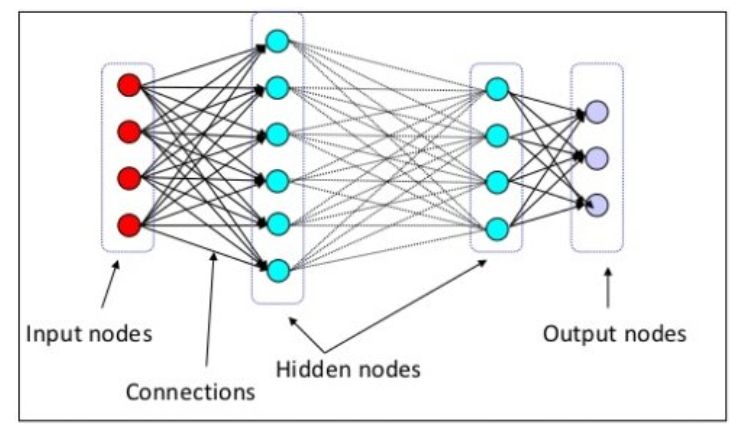 Input nodes
Connections
Hidden nodes
Output nodes